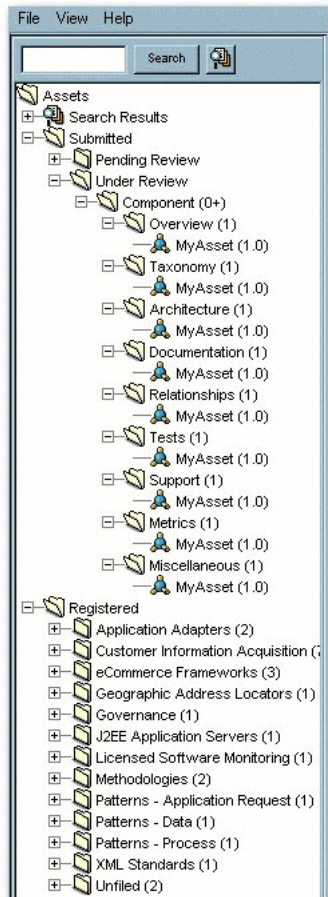 File View Help
Search
Assets
Search Results
Submitted
Pending Review
Under Review
Component (0+)
Overview (1)
MyAsset (1.0)
Taxonomy (1)
MyAsset (1.0)
Architecture (1)
MyAsset (1.0)
Documentation (1)
MyAsset (1.0)
Relationships (1)
MyAsset (1.0)
Tests (1)
MyAsset (1.0)
Support (1)
MyAsset (1.0)
Metrics (1)
MyAsset (1.0)
Miscellaneous (1)
MyAsset (1.0)
Registered
Application Adapters (2)
Customer Information Acquisition (
eCommerce Frameworks (3)
Geographic Address Locators (1)
Governance (1)
J2EE Application Servers (1)
Licensed Software Monitoring (1)
Methodologies (2)
Patterns - Application Request (1)
Patterns - Data (1)
Patterns - Process (1)
XML Standards (1)
Unfiled (2)